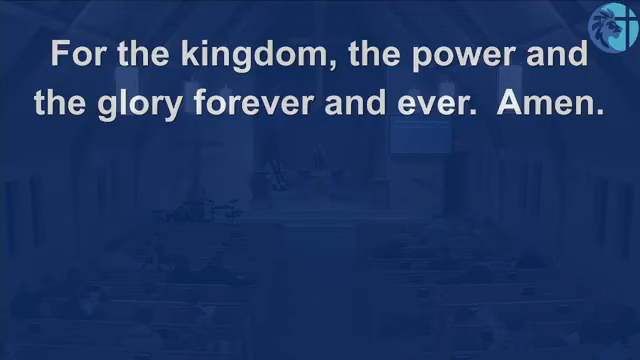 For the kingdom, the power and
the glory forever and ever.  Amen.